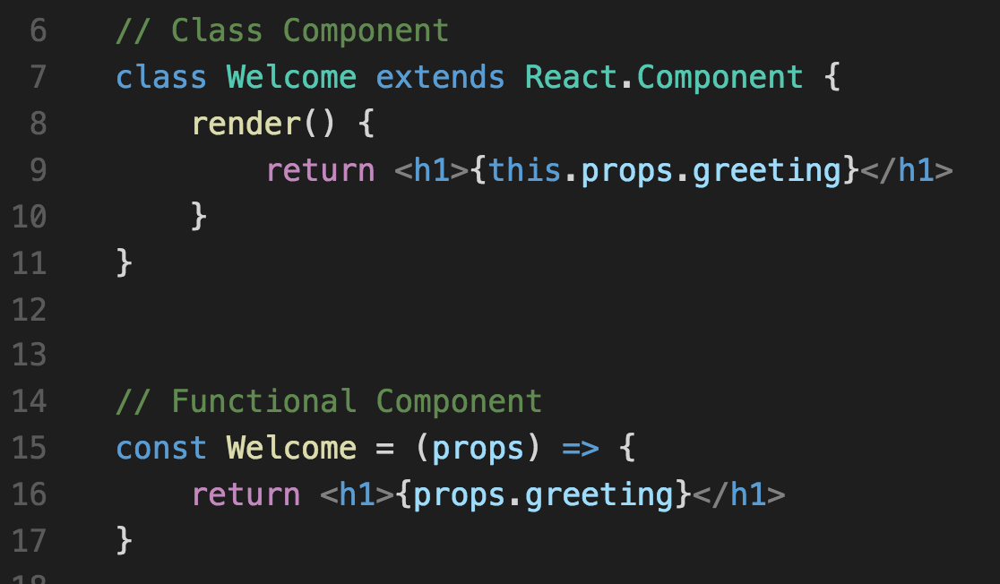 6 // Class Component
7 class Welcome extends React.Component {
8     render() {
9         return <h1>{this.props.greeting}</h1>
10     }
11 }
12
13
14 // Functional Component
15 const Welcome = (props) => {
16     return <h1>{props.greeting}</h1>
17 }
18